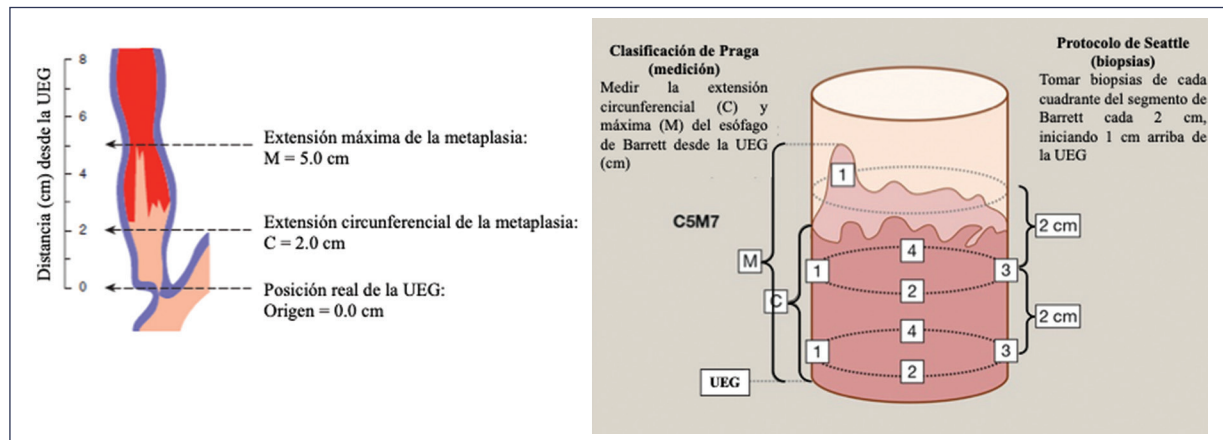 Distancia (cm) desde la UEG
8
6
4
2
0
Extensión máxima de la metaplasia:
M = 5.0 cm
Extensión circunferencial de la metaplasia:
C = 2.0 cm
Posición real de la UEG:
Origen = 0.0 cm
Clasificación de Praga
(medición)
Medir la extensión
circunferencial (C) y
máxima (M) del esófago
de Barrett desde la UEG
(cm)
Protocolo de Seattle
(biopsias)
Tomar biopsias de cada
cuadrante del segmento de
Barrett cada 2 cm,
iniciando 1 cm arriba de
la UEG
1
C5M7
2 cm
4
M
1
3
2
C
2 cm
4
1
3
2
UEG